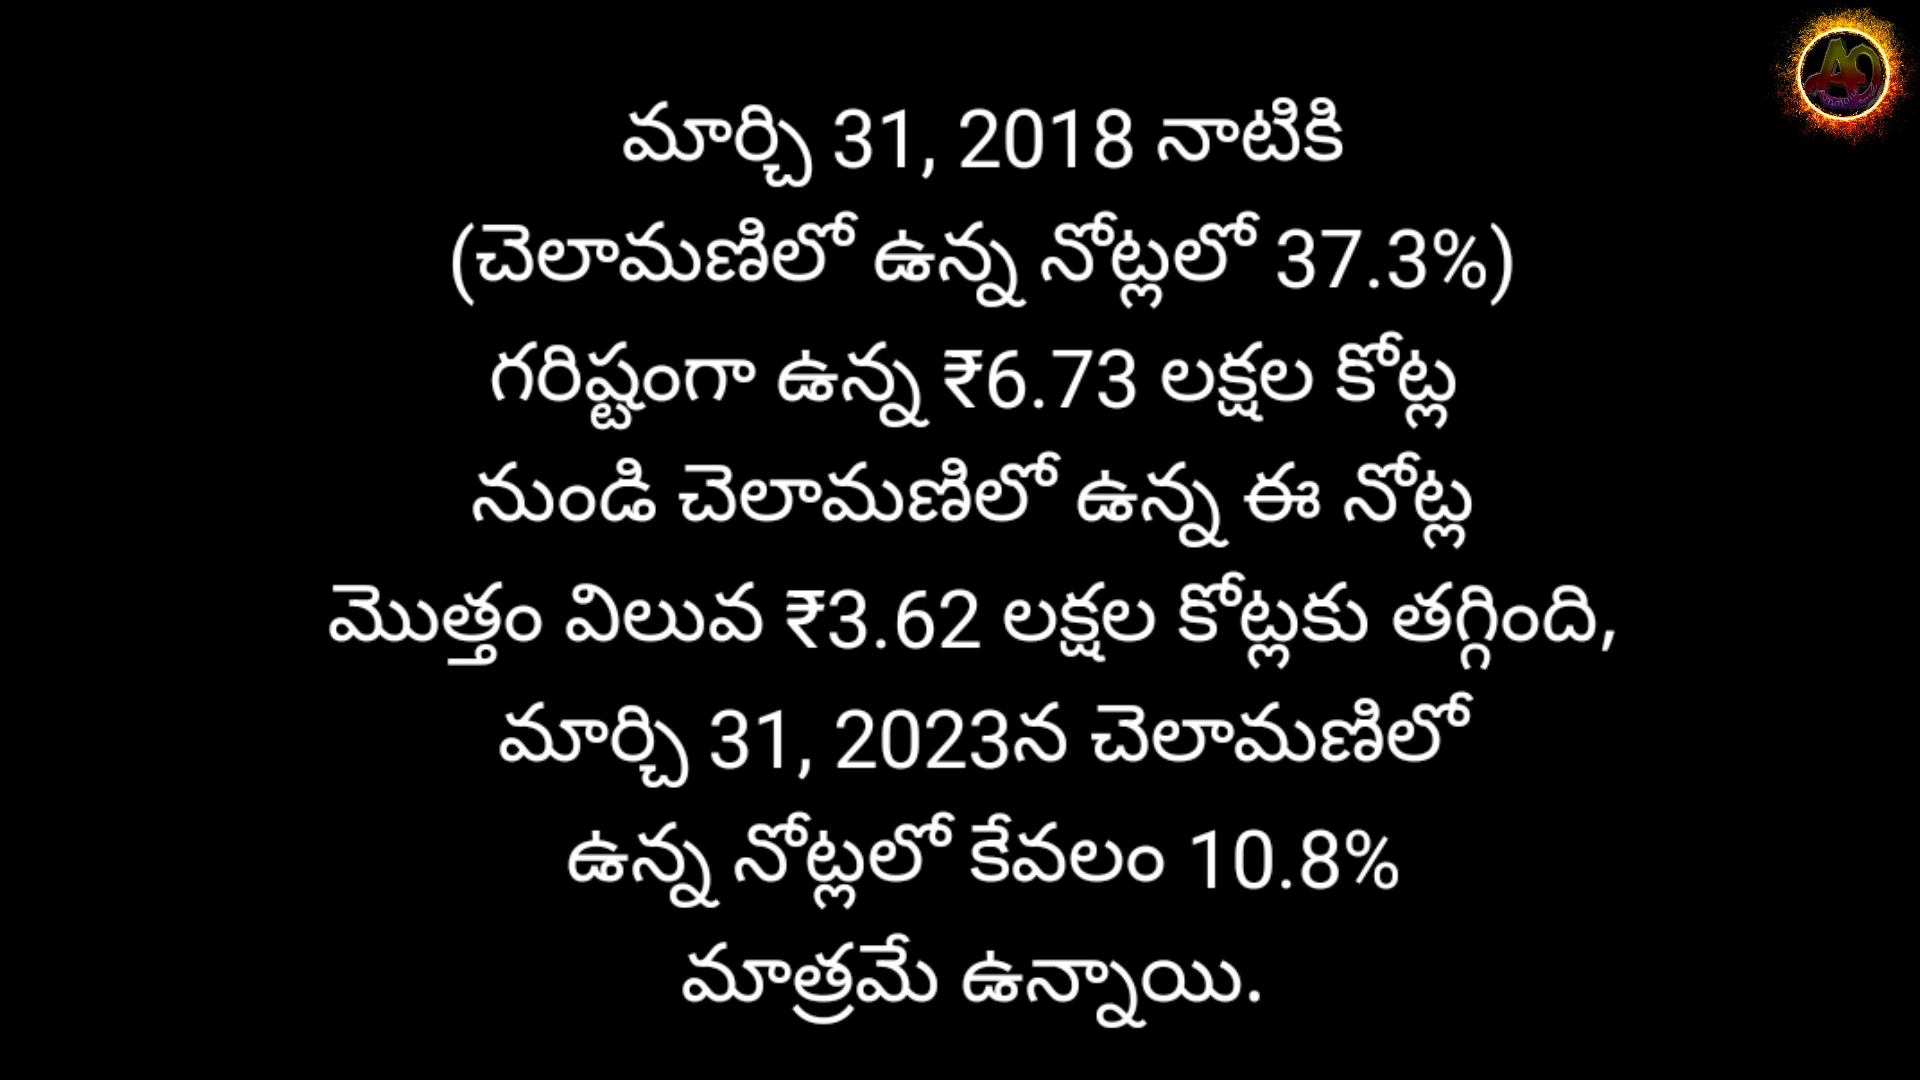 మార్చి 31, 2018 నాటికి
(చెలామణిలో ఉన్న నోట్లలో 37.3%)
గరిష్టంగా ఉన్న ₹6.73 లక్షల కోట్ల
నుండి చెలామణిలో ఉన్న ఈ నోట్ల
మొత్తం విలువ ₹3.62 లక్షల కోట్లకు తగ్గింది,
మార్చి 31, 2023న చెలామణిలో
ఉన్న నోట్లలో కేవలం 10.8%
మాత్రమే ఉన్నాయి.